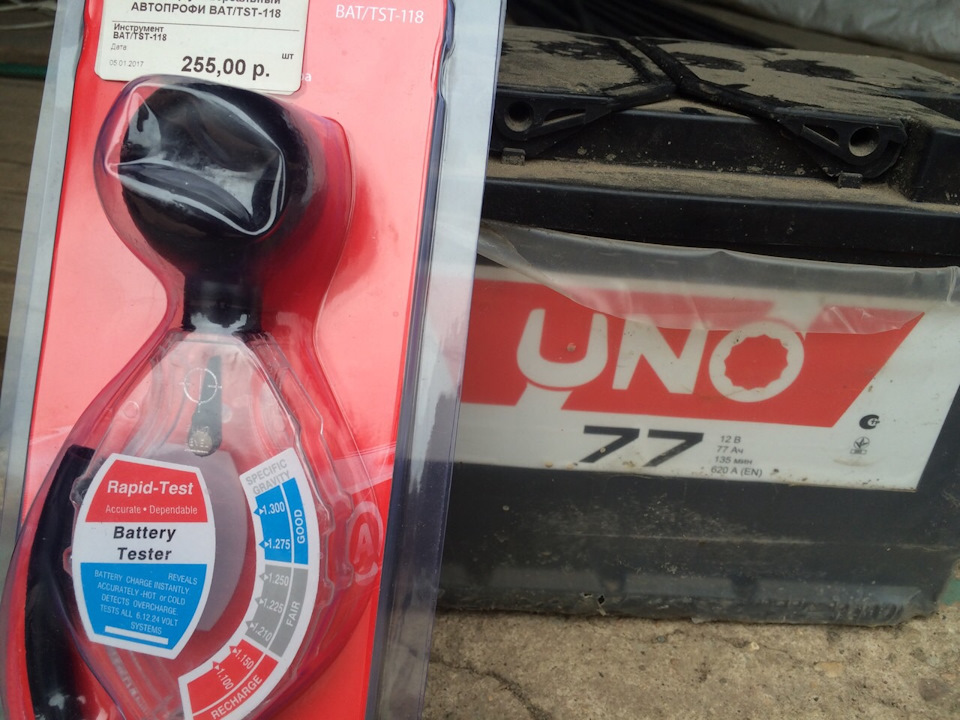 АВТОПРОФИ BAT/TST-118
Инструмент
BAT/TST-118
Дата:
05.01.2017
шт
255,00 р.
BAT/TST-118
Rapid-Test
Accurate • Dependable
Battery
Tester
BATTERY CHARGE REVEALS
ACCURATELY -HOT or COLD INSTANTLY
DETECTS OVERCHARGE
TESTS ALL 6,12,24 VOLT
SYSTEMS
SPECIFIC
GRAVITY
1.300
1.275
GOOD
1.250
1.225
1.210
FAIR
1.150
1.100
RECHARGE
UNO
77
12 В
77 Ач
135 мин
620 А (EN)